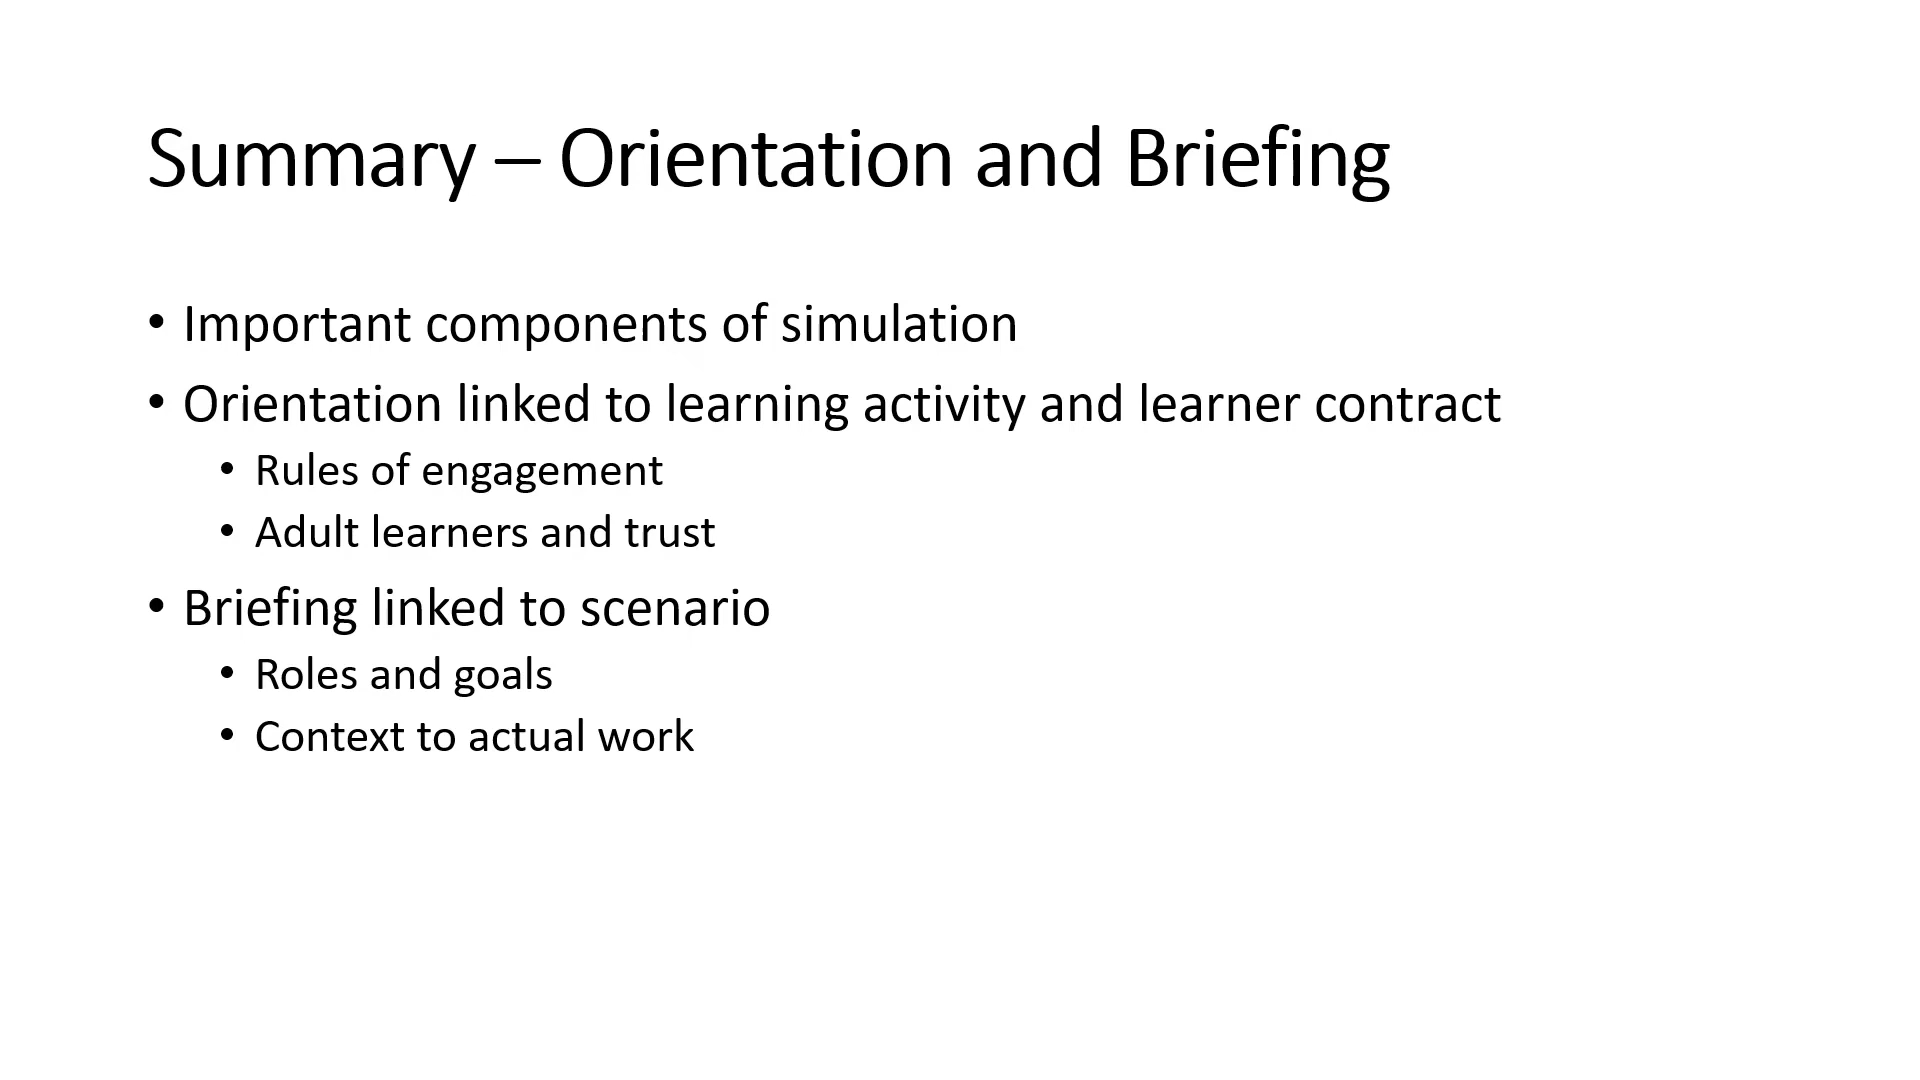 Summary – Orientation and Briefing
• Important components of simulation
• Orientation linked to learning activity and learner contract
• Rules of engagement
• Adult learners and trust
• Briefing linked to scenario
• Roles and goals
• Context to actual work